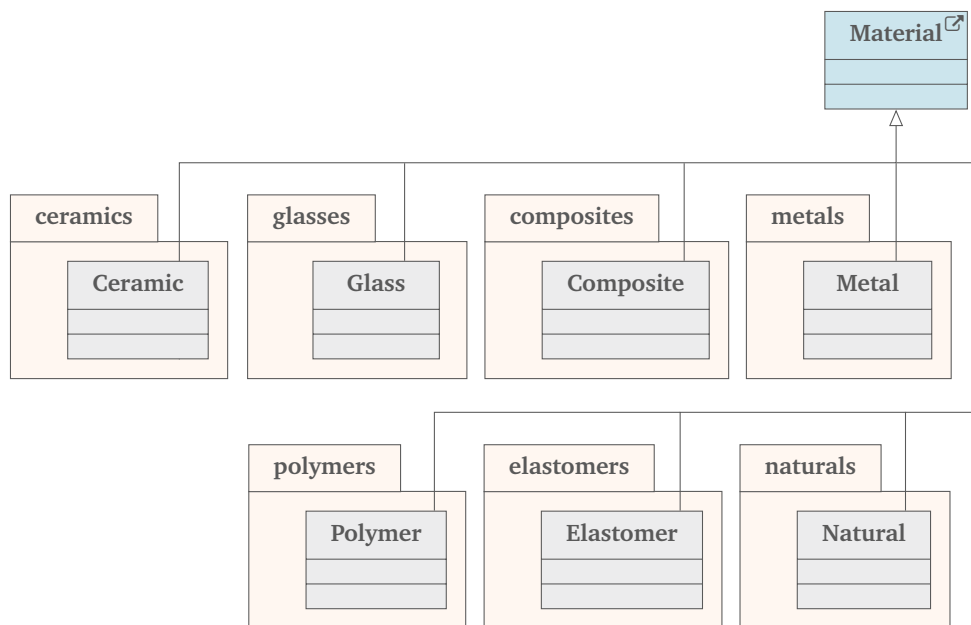 Material
ceramics
glasses
composites
metals
Ceramic
Glass
Composite
Metal
polymers
elastomers
naturals
Polymer
Elastomer
Natural